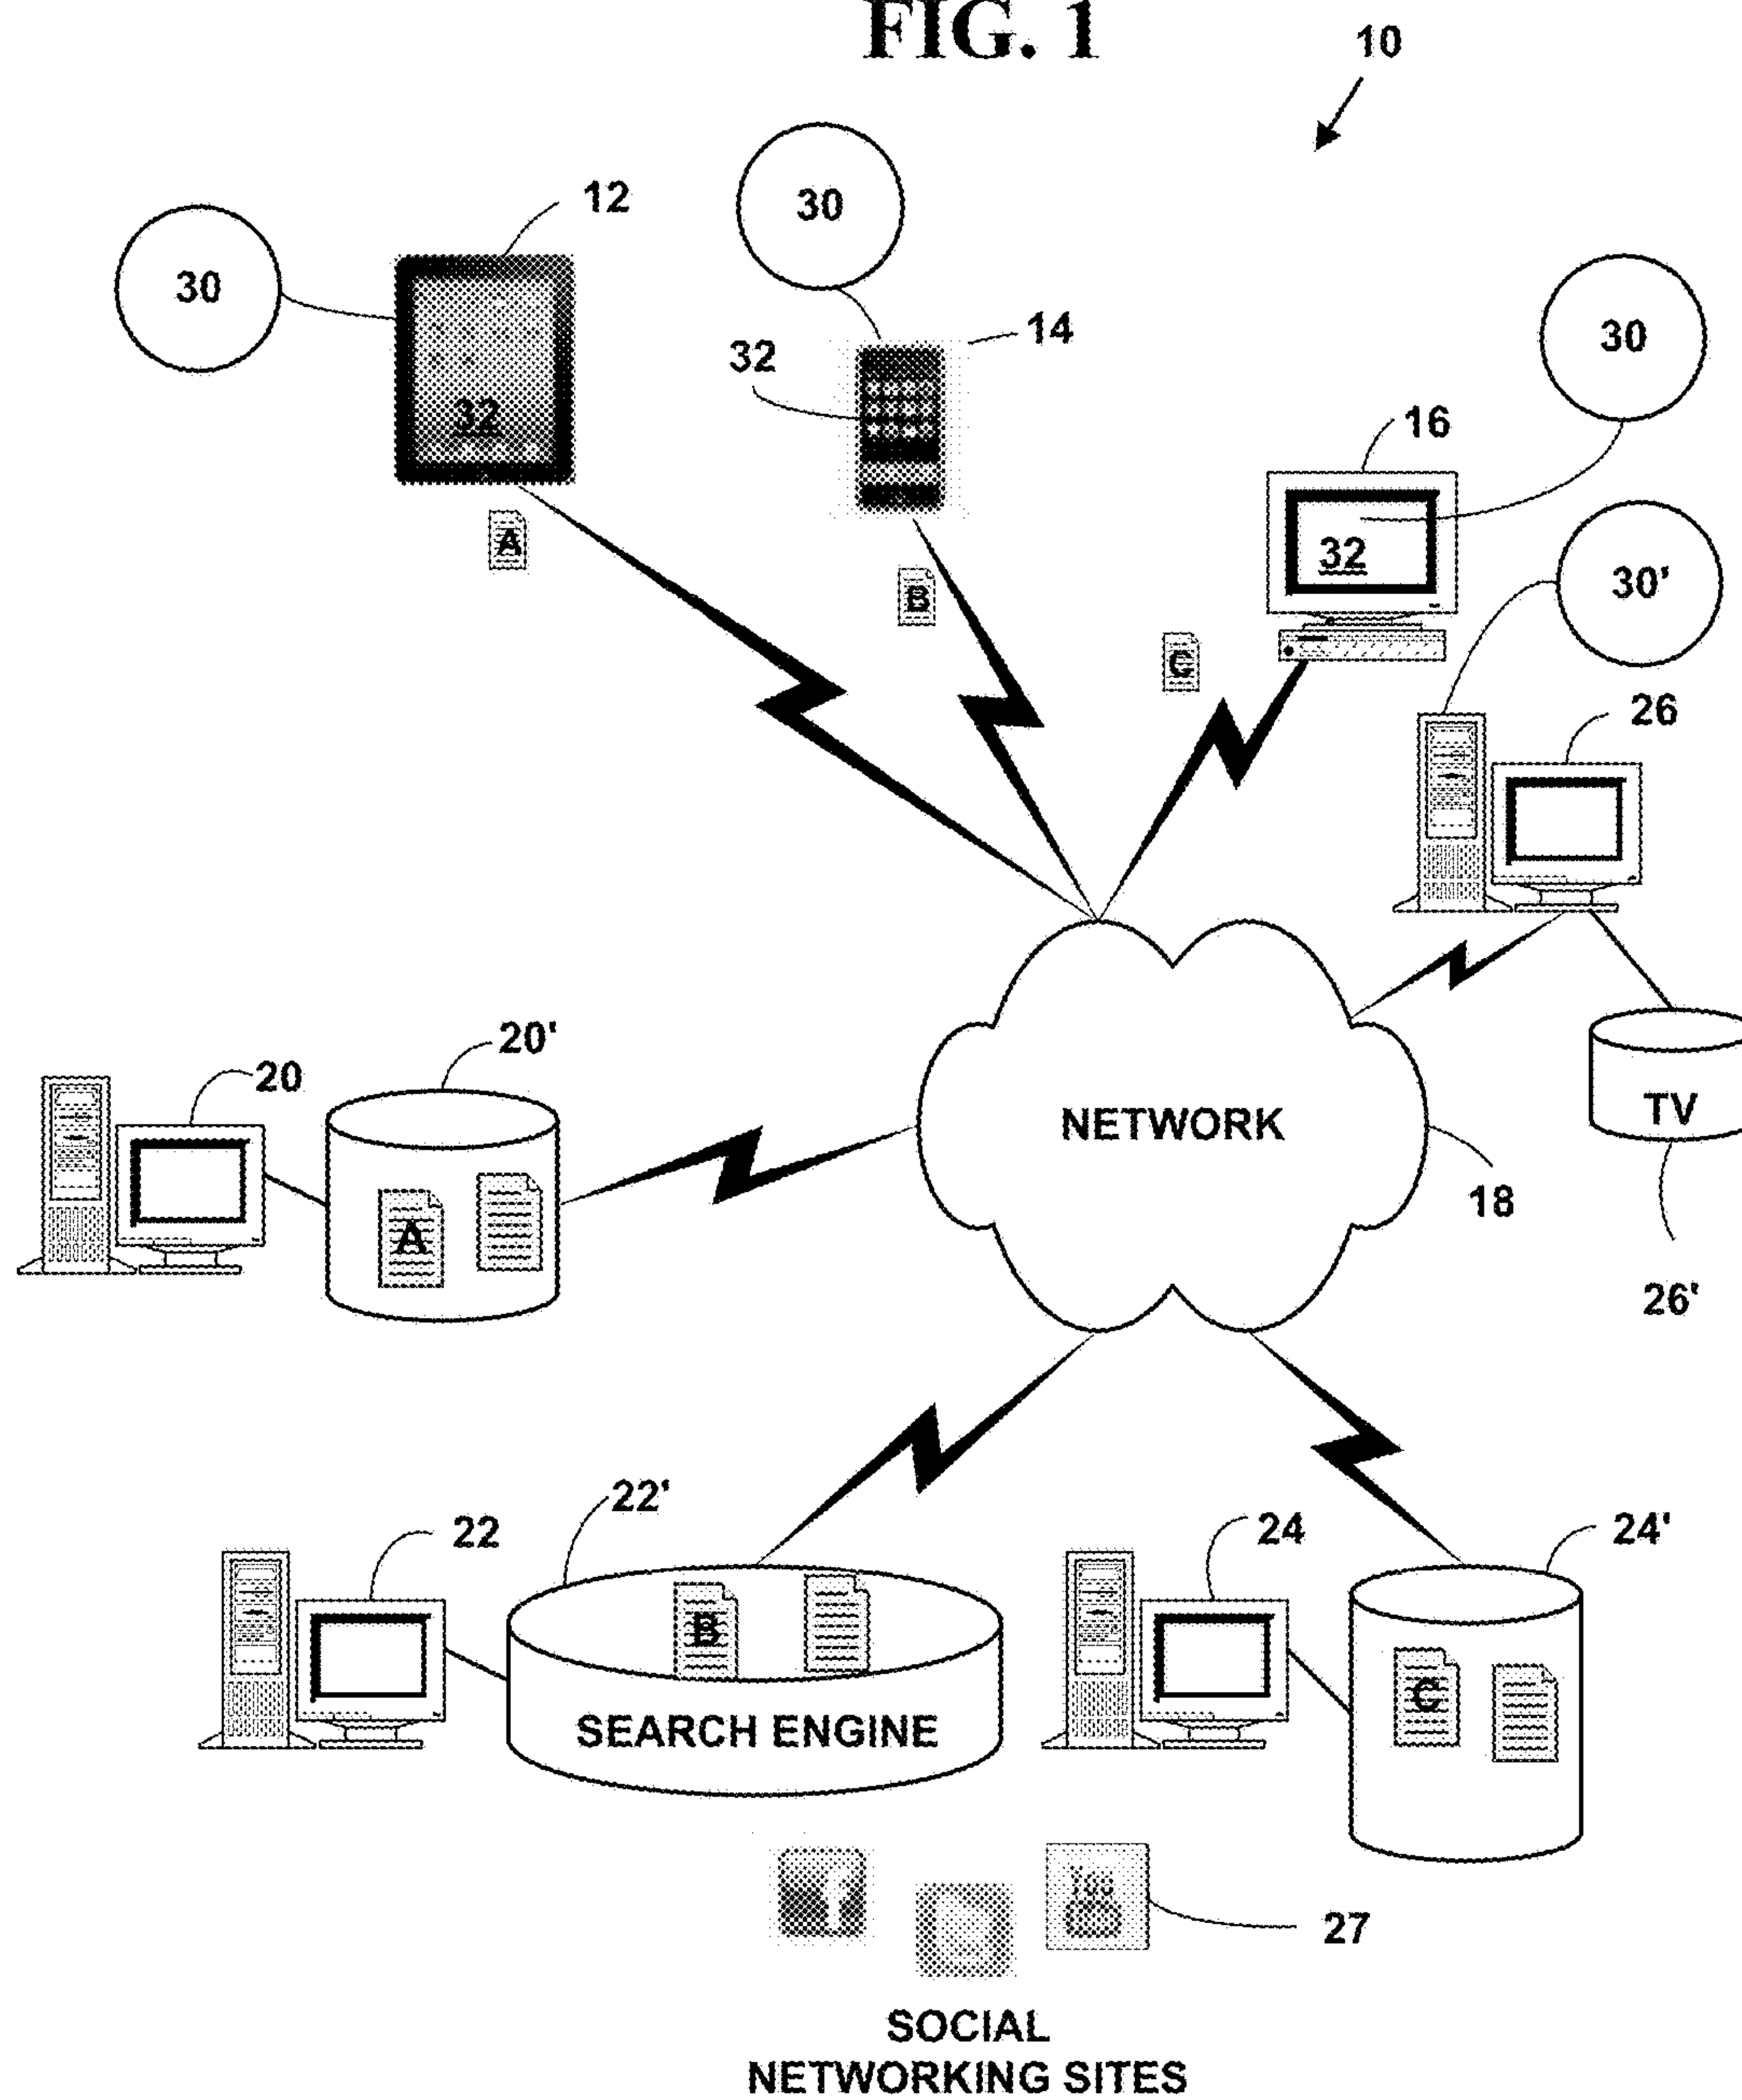 FIG. 1
10
12
30
30
30
14
32
32
16
32
30'
A
B
C
26
20'
20
NETWORK
TV
18
A
26'
22'
22
24
24'
B
C
SEARCH ENGINE
f
You
27
SOCIAL
NETWORKING SITES